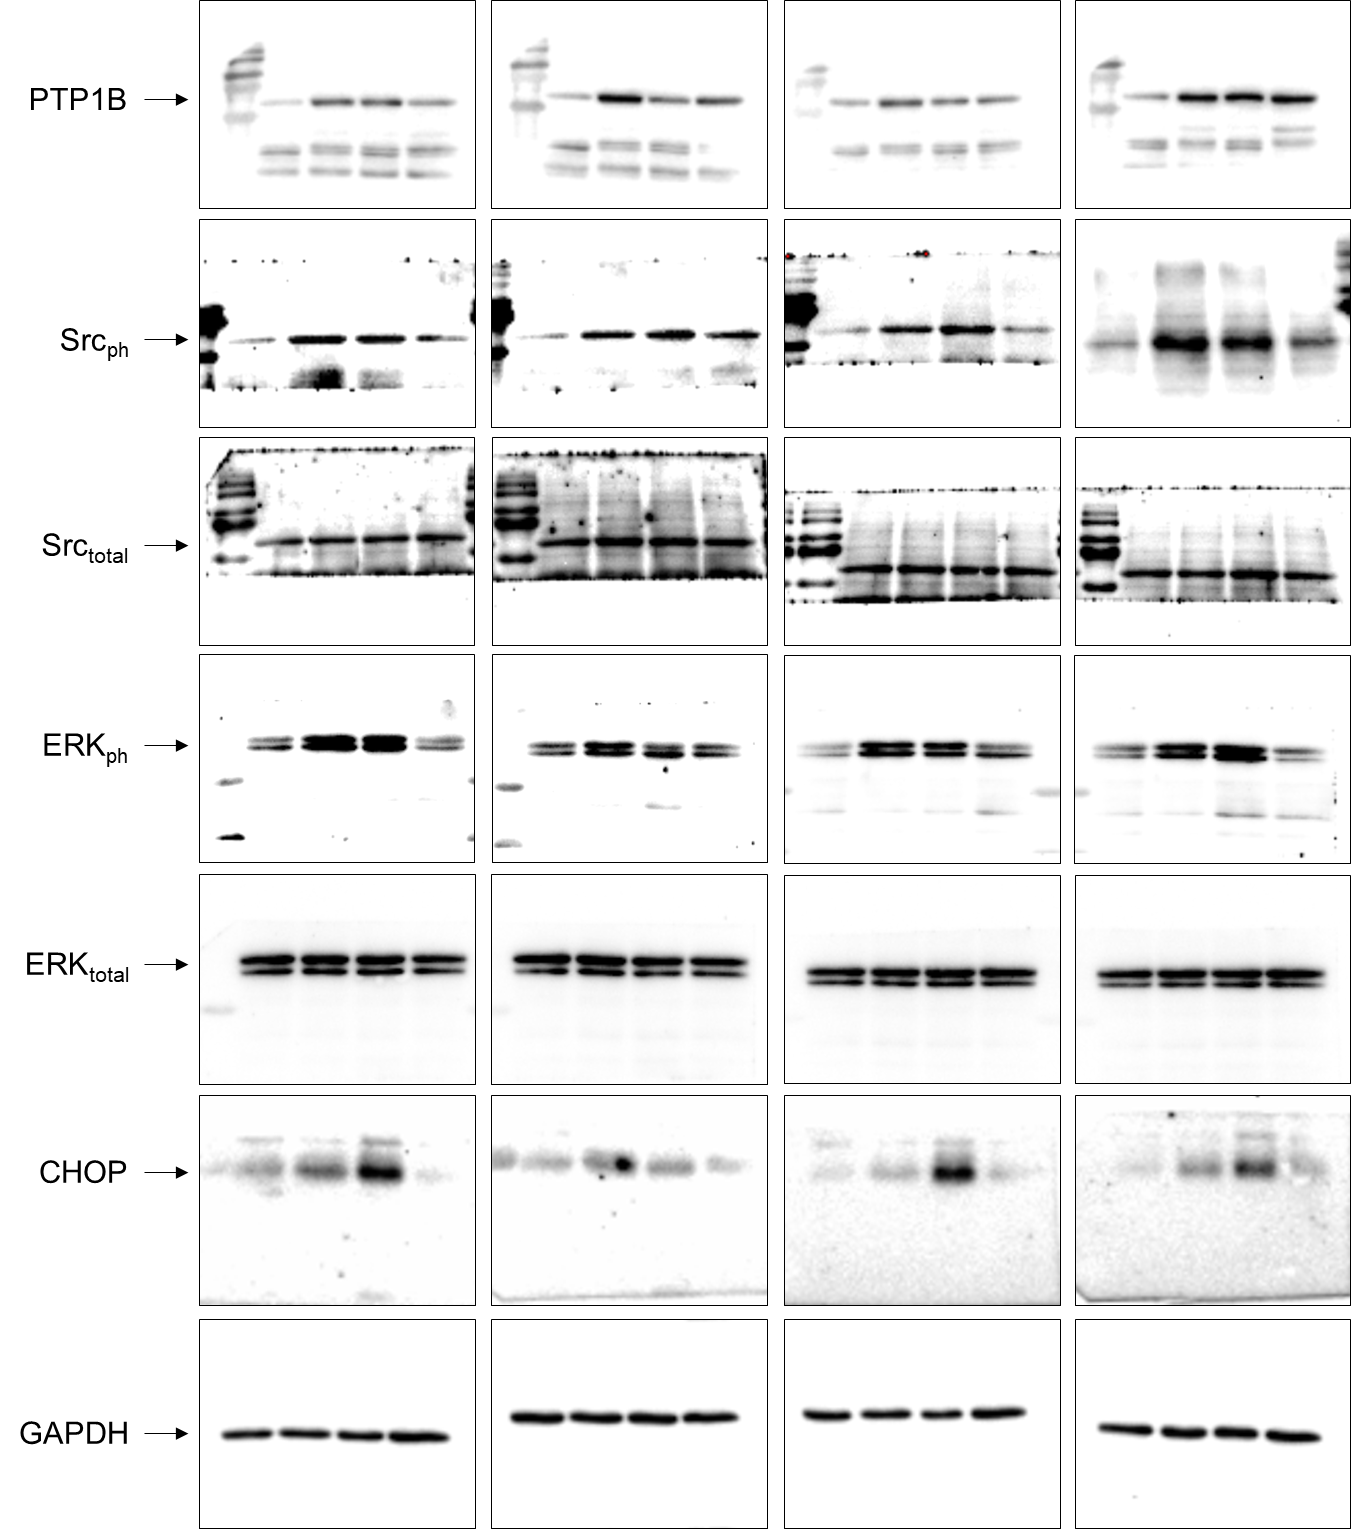 PTP1B
Srcph
Srctotal
ERKph
ERKtotal
CHOP
GAPDH